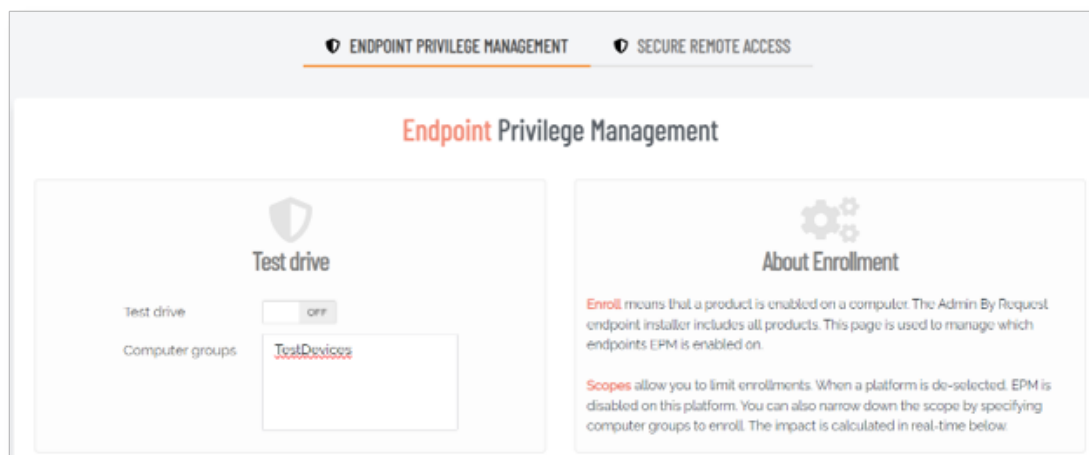 ENDPOINT PRIVILEGE MANAGEMENT
SECURE REMOTE ACCESS
Endpoint Privilege Management
Test drive
Test drive
OFF
Computer groups
TestDevices
About Enrollment
Enroll means that a product is enabled on a computer. The Admin By Request
endpoint installer includes all products. This page is used to manage which
endpoints EPM is enabled on.
Scopes allow you to limit enrollments. When a platform is de-selected. EPM is
disabled on this platform. You can also narrow down the scope by specifying
computer groups to enroll. The impact is calculated in real-time below.